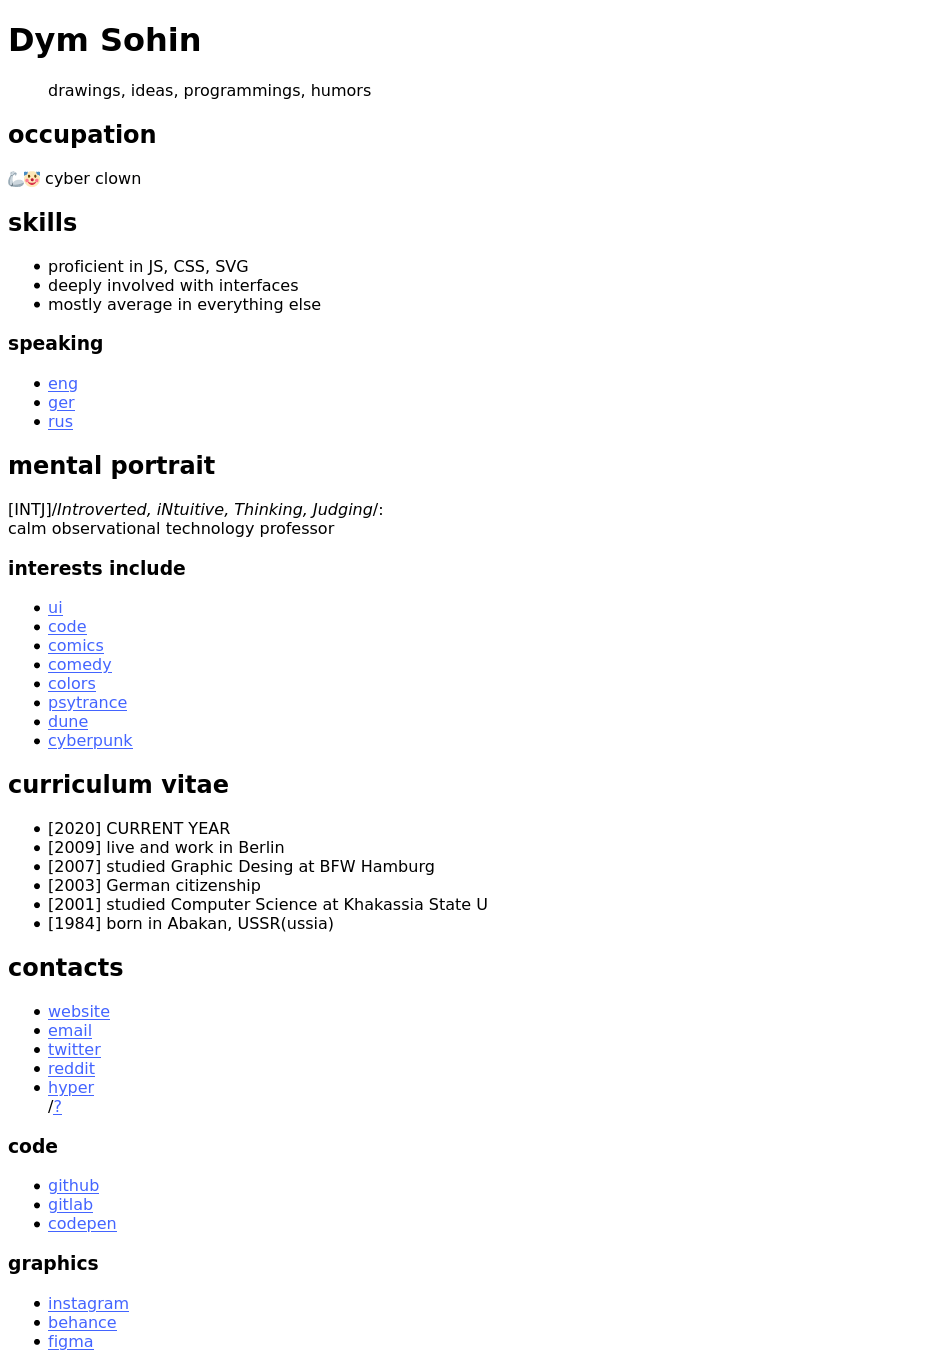 Dym Sohin
drawings, ideas, programmings, humors
occupation
🦾🤡 cyber clown
skills
• proficient in JS, CSS, SVG
• deeply involved with interfaces
• mostly average in everything else
speaking
• eng
• ger
• rus
mental portrait
[INTJ]/Introverted, iNtuitive, Thinking, Judging/:
calm observational technology professor
interests include
• ui
• code
• comics
• comedy
• colors
• psytrance
• dune
• cyberpunk
curriculum vitae
• [2020] CURRENT YEAR
• [2009] live and work in Berlin
• [2007] studied Graphic Desing at BFW Hamburg
• [2003] German citizenship
• [2001] studied Computer Science at Khakassia State U
• [1984] born in Abakan, USSR(ussia)
contacts
• website
• email
• twitter
• reddit
• hyper
/?
code
• github
• gitlab
• codepen
graphics
• instagram
• behance
• figma